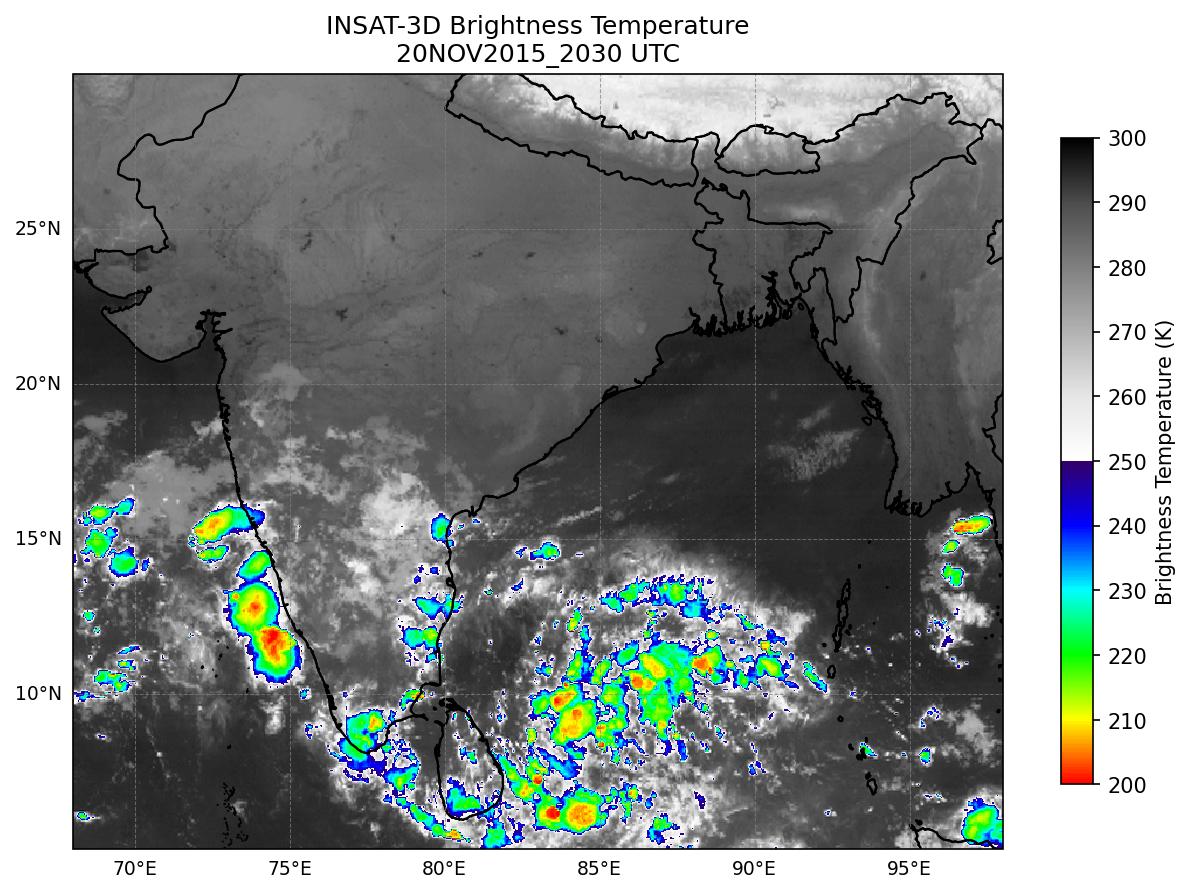 INSAT-3D Brightness Temperature
20NOV2015_2030 UTC
25°N
20°N
15°N
10°N
70°E
75°E
80°E
85°E
90°E
95°E
300
290
280
270
260
250
240
230
220
210
200
Brightness Temperature (K)